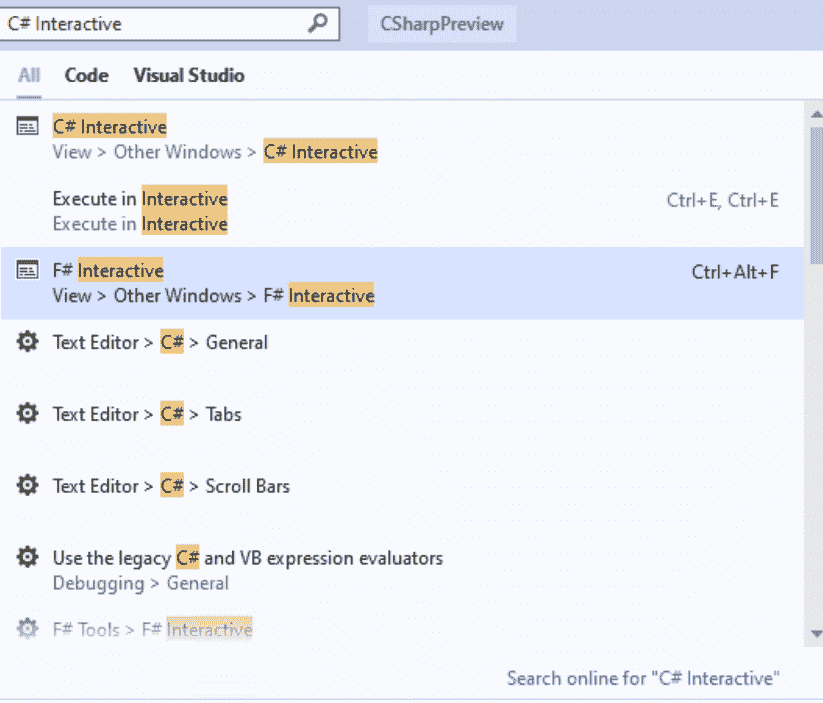 C# Interactive CSharpPreview
All Code Visual Studio
C# Interactive
View > Other Windows > C# Interactive
Execute in Interactive Ctrl+E, Ctrl+E
Execute in Interactive
F# Interactive Ctrl+Alt+F
View > Other Windows > F# Interactive
Text Editor > C# > General
Text Editor > C# > Tabs
Text Editor > C# > Scroll Bars
Use the legacy C# and VB expression evaluators
Debugging > General
F# Tools > F# Interactive
Search online for "C# Interactive"